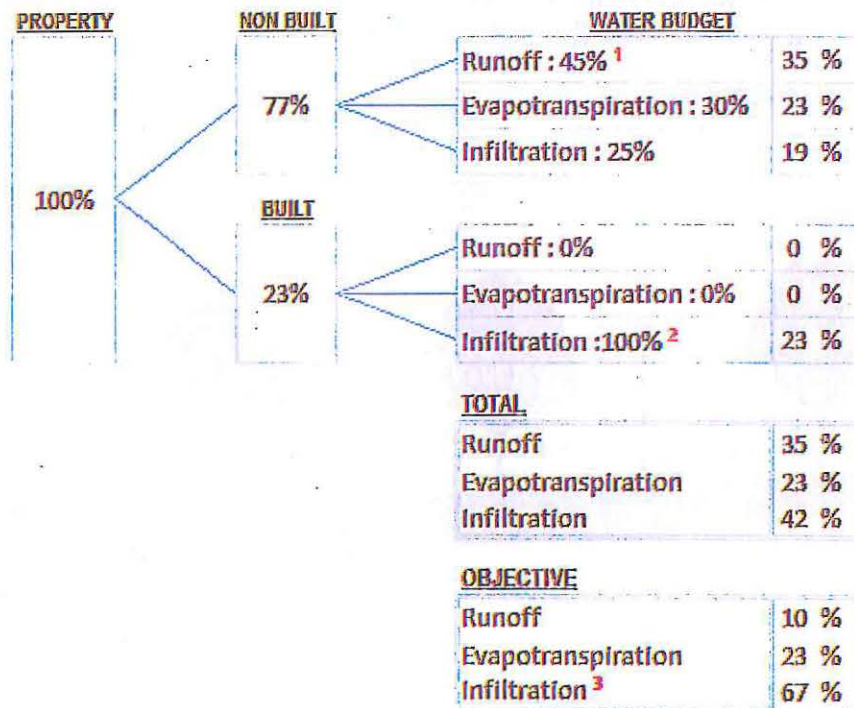 PROPERTY NON BUILT WATER BUDGET
Runoff : 45% 1 35 %
77% Evapotranspiration : 30% 23 %
Infiltration : 25% 19 %
100%
BUILT
Runoff : 0% 0 %
23% Evapotranspiration : 0% 0 %
Infiltration :100% 2 23 %
TOTAL
Runoff 35 %
Evapotranspiration 23 %
Infiltration 42 %
OBJECTIVE
Runoff 10 %
Evapotranspiration 23 %
Infiltration 3 67 %